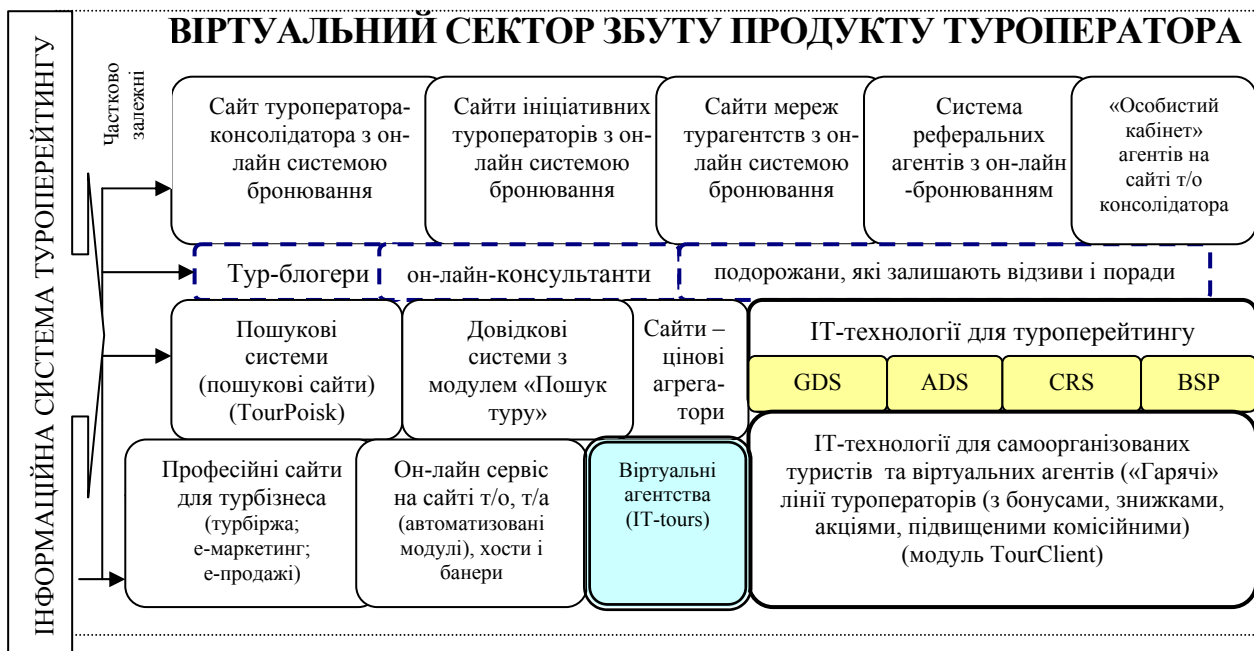 ВІРТУАЛЬНИЙ СЕКТОР ЗБУТУ ПРОДУКТУ ТУРОПЕРАТОРА
ІНФОРМАЦІЙНА СИСТЕМА ТУРОПЕРЕЙТИНГУ
Частково
залежні
Сайт туроператора-
консолідатора з он-
лайн системою
бронювання
Сайти ініціативних
туроператорів з он-
лайн системою
бронювання
Сайти мереж
турагентств з он-
лайн системою
бронювання
Система
реферальних
агентів з он-лайн
-бронюванням
«Особистий
кабінет»
агентів на
сайті т/о
консолідатора
Тур-блогери
он-лайн-консультанти
подорожани, які залишають відзиви і поради
Пошукові
системи
(пошукові сайти)
(TourPoisk)
Довідкові
системи з
модулем «Пошук
туру»
Сайти –
цінові
агрега-
тори
ІТ-технології для туроперейтингу
GDS
ADS
CRS
BSP
Професійні сайти
для турбізнеса
(турбіржа;
е-маркетинг;
е-продажі)
Он-лайн сервіс
на сайті т/о, т/а
(автоматизовані
модулі), хости і
банери
Віртуальні
агентства
(IT-tours)
ІТ-технології для самоорганізованих
туристів та віртуальних агентів («Гарячі»
лінії туроператорів (з бонусами, знижками,
акціями, підвищеними комісійними)
(модуль TourClient)